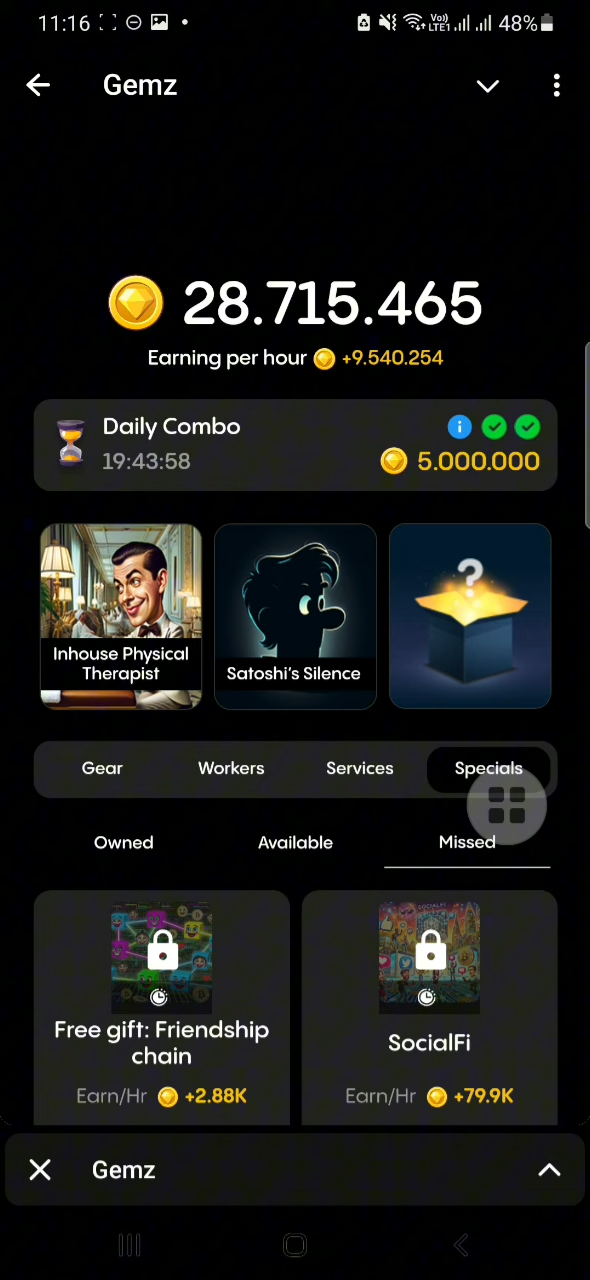 11:16
Vo))
LTE1
48%
Gemz
28.715.465
Earning per hour +9.540.254
Daily Combo
19:43:58
5.000.000
Inhouse Physical
Therapist
Satoshi's Silence
?
Gear Workers Services Specials
Owned Available Missed
Free gift: Friendship
chain
SocialFi
Earn/Hr +2.88K
Earn/Hr +79.9K
Gemz